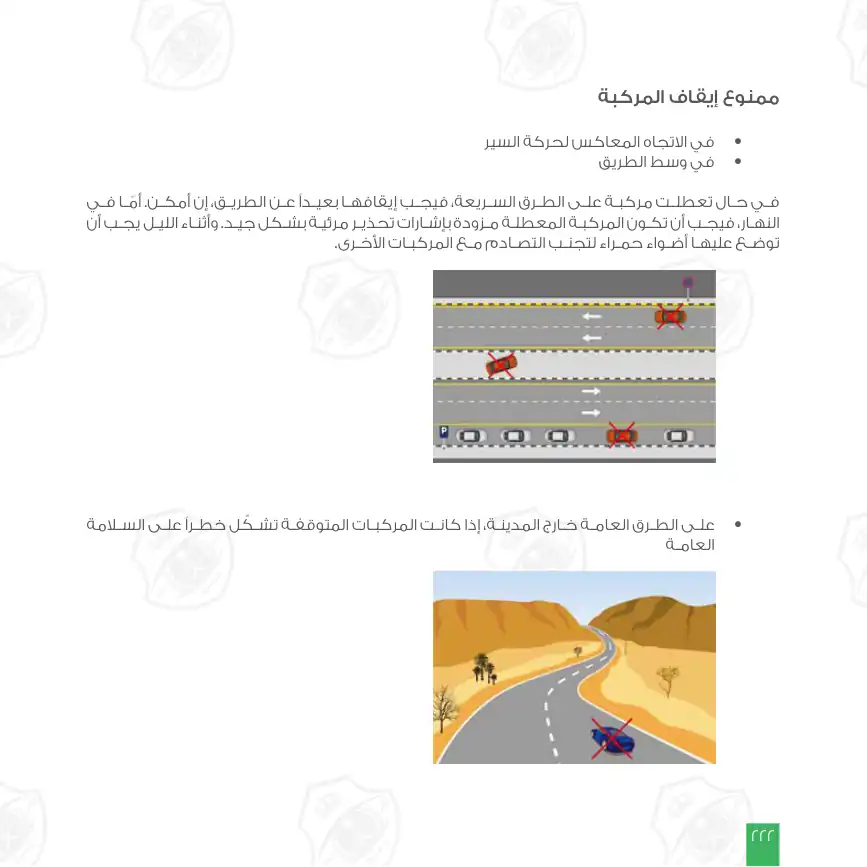 ممنوع إيقاف المركبة
• في الاتجاه المعاكس لحركة السير
• في وسط الطريق
في حال تعطلت مركبة على الطرق السريعة، فيجب إيقافها بعيداً عن الطريق، إن أمكن. أمّا في
النهار، فيجب أن تكون المركبة المعطلة مزودة بإشارات تحذير مرئية بشكل جيد. وأثناء الليل يجب أن
توضع عليها أضواء حمراء لتجنب التصادم مع المركبات الأخرى.
P
• على الطرق العامة خارج المدينة، إذا كانت المركبات المتوقفة تشكّل خطراً على السلامة
العامة
٢٢٢